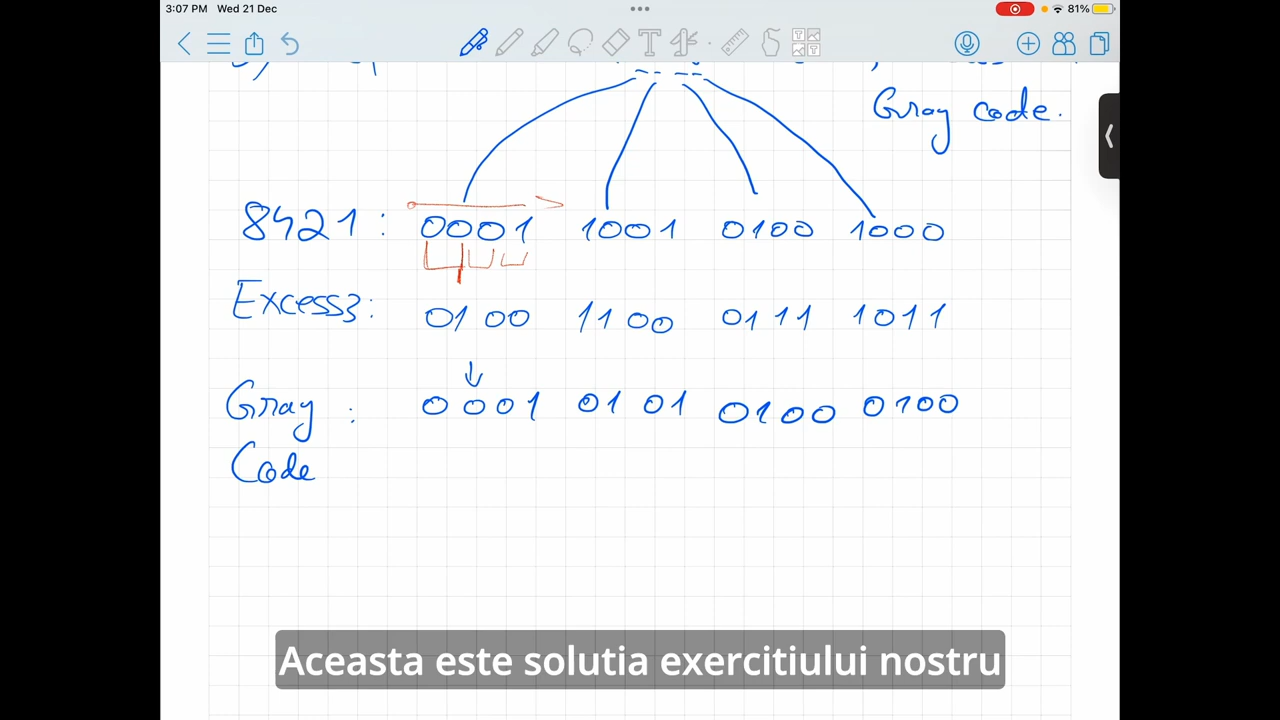 3:07 PM Wed 21 Dec
81%
Gray code.
8421: 0001 1001 0100 1000
Excess3: 0100 1100 0111 1011
Gray : 0001 0101 0100 0100
Code
Aceasta este solutia exercitiului nostru